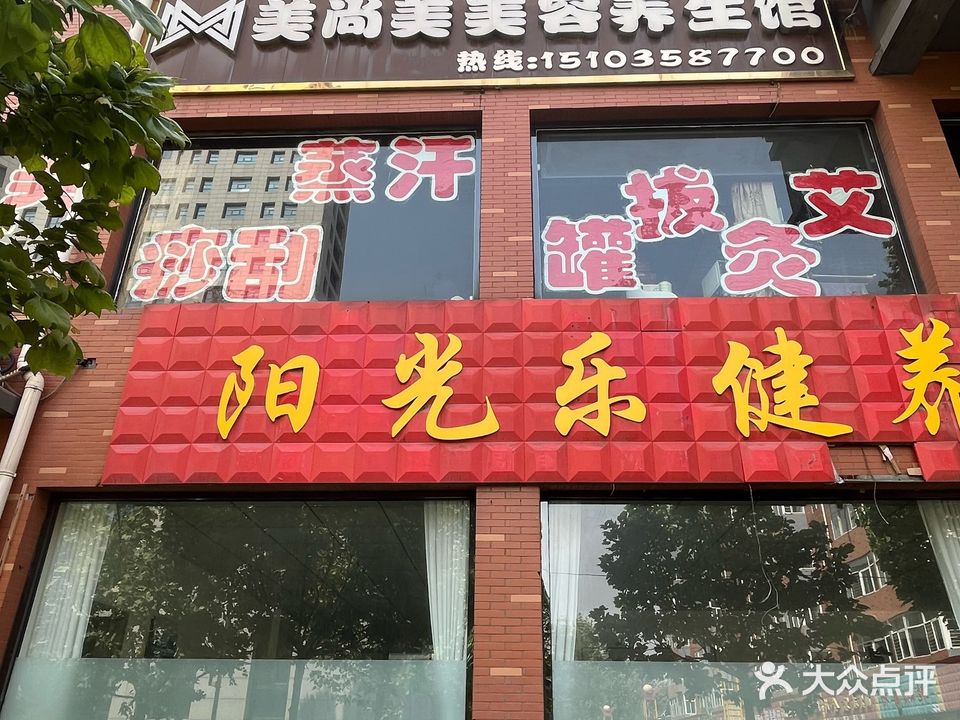 美尚美美容养生馆
热线:15103587700
蒸汗
痧刮
拔
罐
艾
灸
阳光乐健养
大众点评